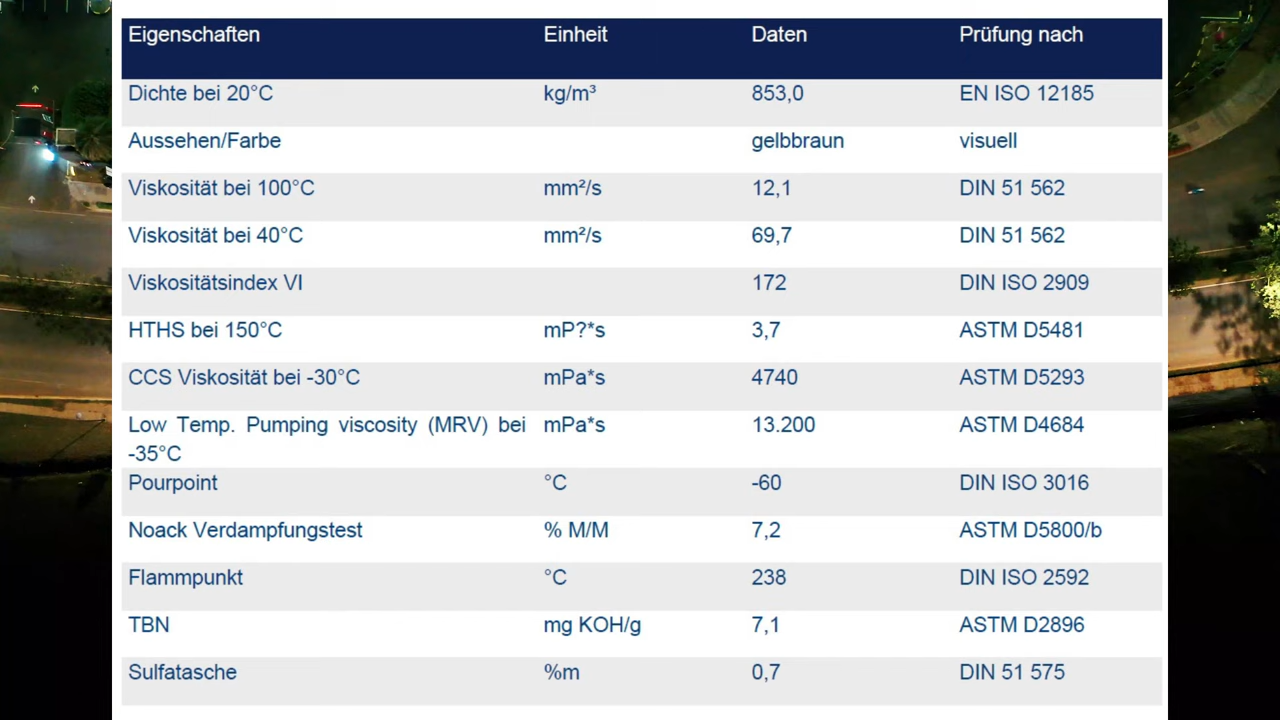 Eigenschaften Einheit Daten Prüfung nach
Dichte bei 20°C kg/m³ 853,0 EN ISO 12185
Aussehen/Farbe gelbbraun visuell
Viskosität bei 100°C mm²/s 12,1 DIN 51 562
Viskosität bei 40°C mm²/s 69,7 DIN 51 562
Viskositätsindex VI 172 DIN ISO 2909
HTHS bei 150°C mP?*s 3,7 ASTM D5481
CCS Viskosität bei -30°C mPa*s 4740 ASTM D5293
Low Temp. Pumping viscosity (MRV) bei mPa*s 13.200 ASTM D4684
-35°C
Pourpoint °C -60 DIN ISO 3016
Noack Verdampfungstest % M/M 7,2 ASTM D5800/b
Flammpunkt °C 238 DIN ISO 2592
TBN mg KOH/g 7,1 ASTM D2896
Sulfatasche %m 0,7 DIN 51 575